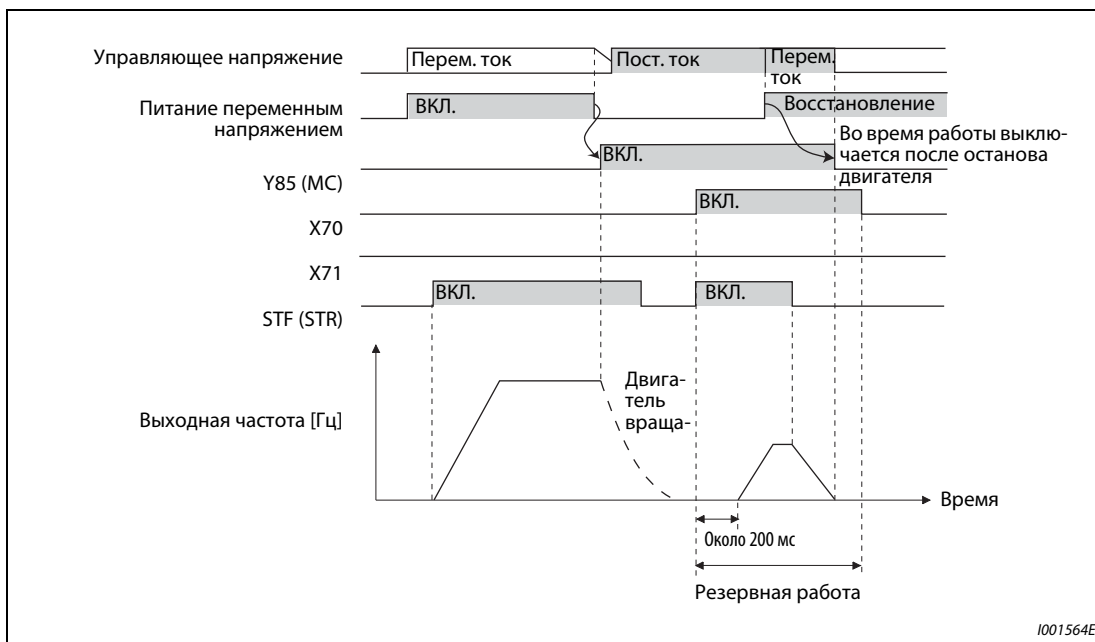 Управляющее напряжение
Перем. ток
Пост. ток
Перем.
ток
Питание переменным
напряжением
ВКЛ.
Восстановление
Во время работы выклю-
чается после останова
двигателя
Y85 (MC)
ВКЛ.
X70
ВКЛ.
X71
STF (STR)
ВКЛ.
ВКЛ.
Выходная частота [Гц]
Двига-
тель
враща-
Время
Около 200 мс
Резервная работа
I001564E